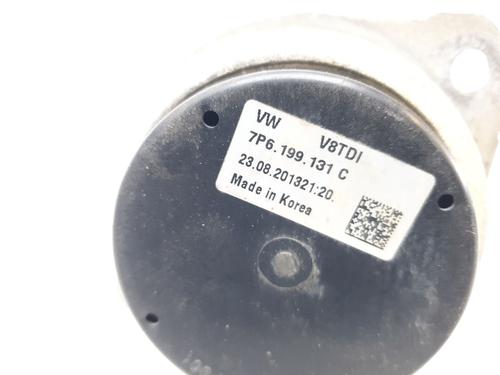 VW V8TDI
7P6.199.131 C
23.08.201321:20.
Made in Korea